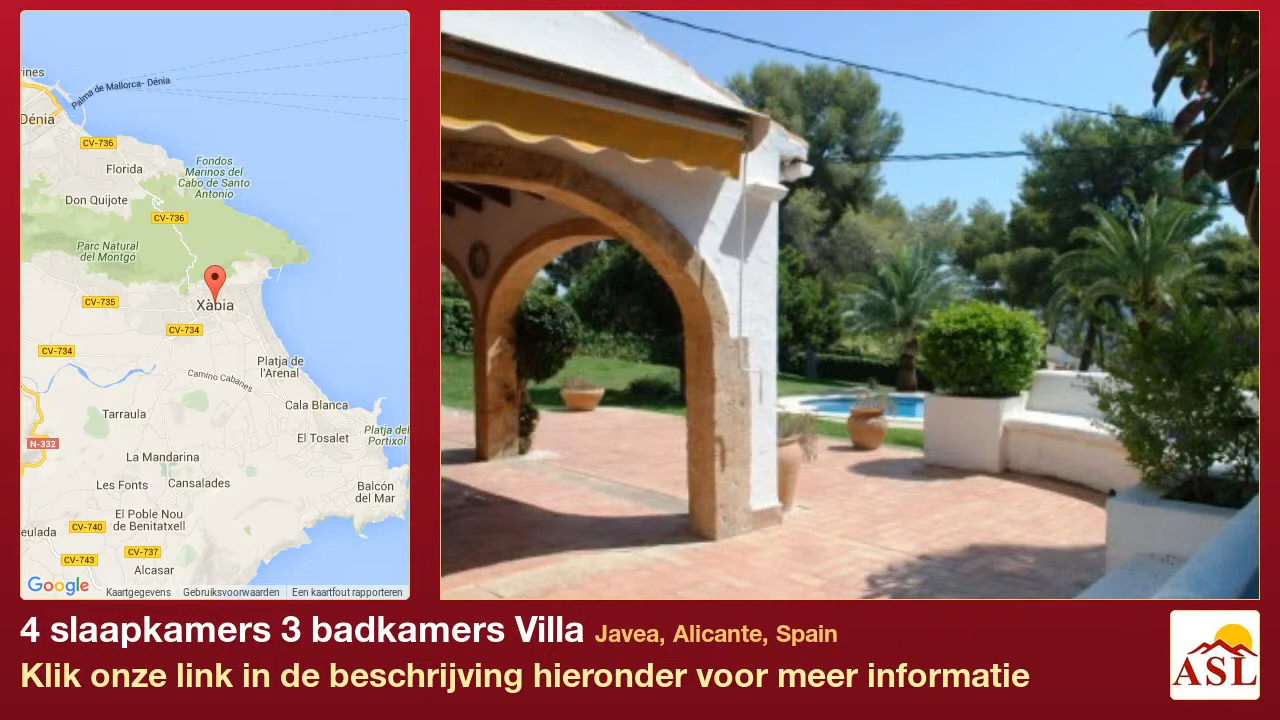 rines
Palma de Mallorca- Dénia
Dénia
CV-736
Florida
Fondos
Marinos del
Cabo de Santo
Antonio
Don Quijote
CV-736
Parc Natural
del Montgó
CV-735
Xàbia
CV-734
CV-734
Platja de
l'Arenal
Camino Cabanes
Cala Blanca
Tarraula
N-332
El Tosalet
Platja del
Portixol
La Mandarina
Les Fonts
Cansalades
Balcón
del Mar
El Poble Nou
de Benitatxell
eulada
CV-740
CV-737
CV-743
Alcasar
Google
Kaartgegevens
Gebruiksvoorwaarden
Een kaartfout rapporteren
4 slaapkamers 3 badkamers Villa Javea, Alicante, Spain
Klik onze link in de beschrijving hieronder voor meer informatie
ASL